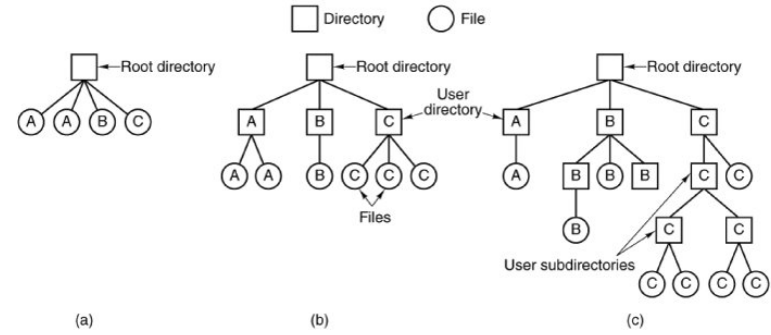 Directory File
Root directory
A A B C
Root directory
User directory
A B C
A A B C C C
Files
Root directory
A B C
A B B B C C
B C C
User subdirectories
C C C C
(a) (b) (c)